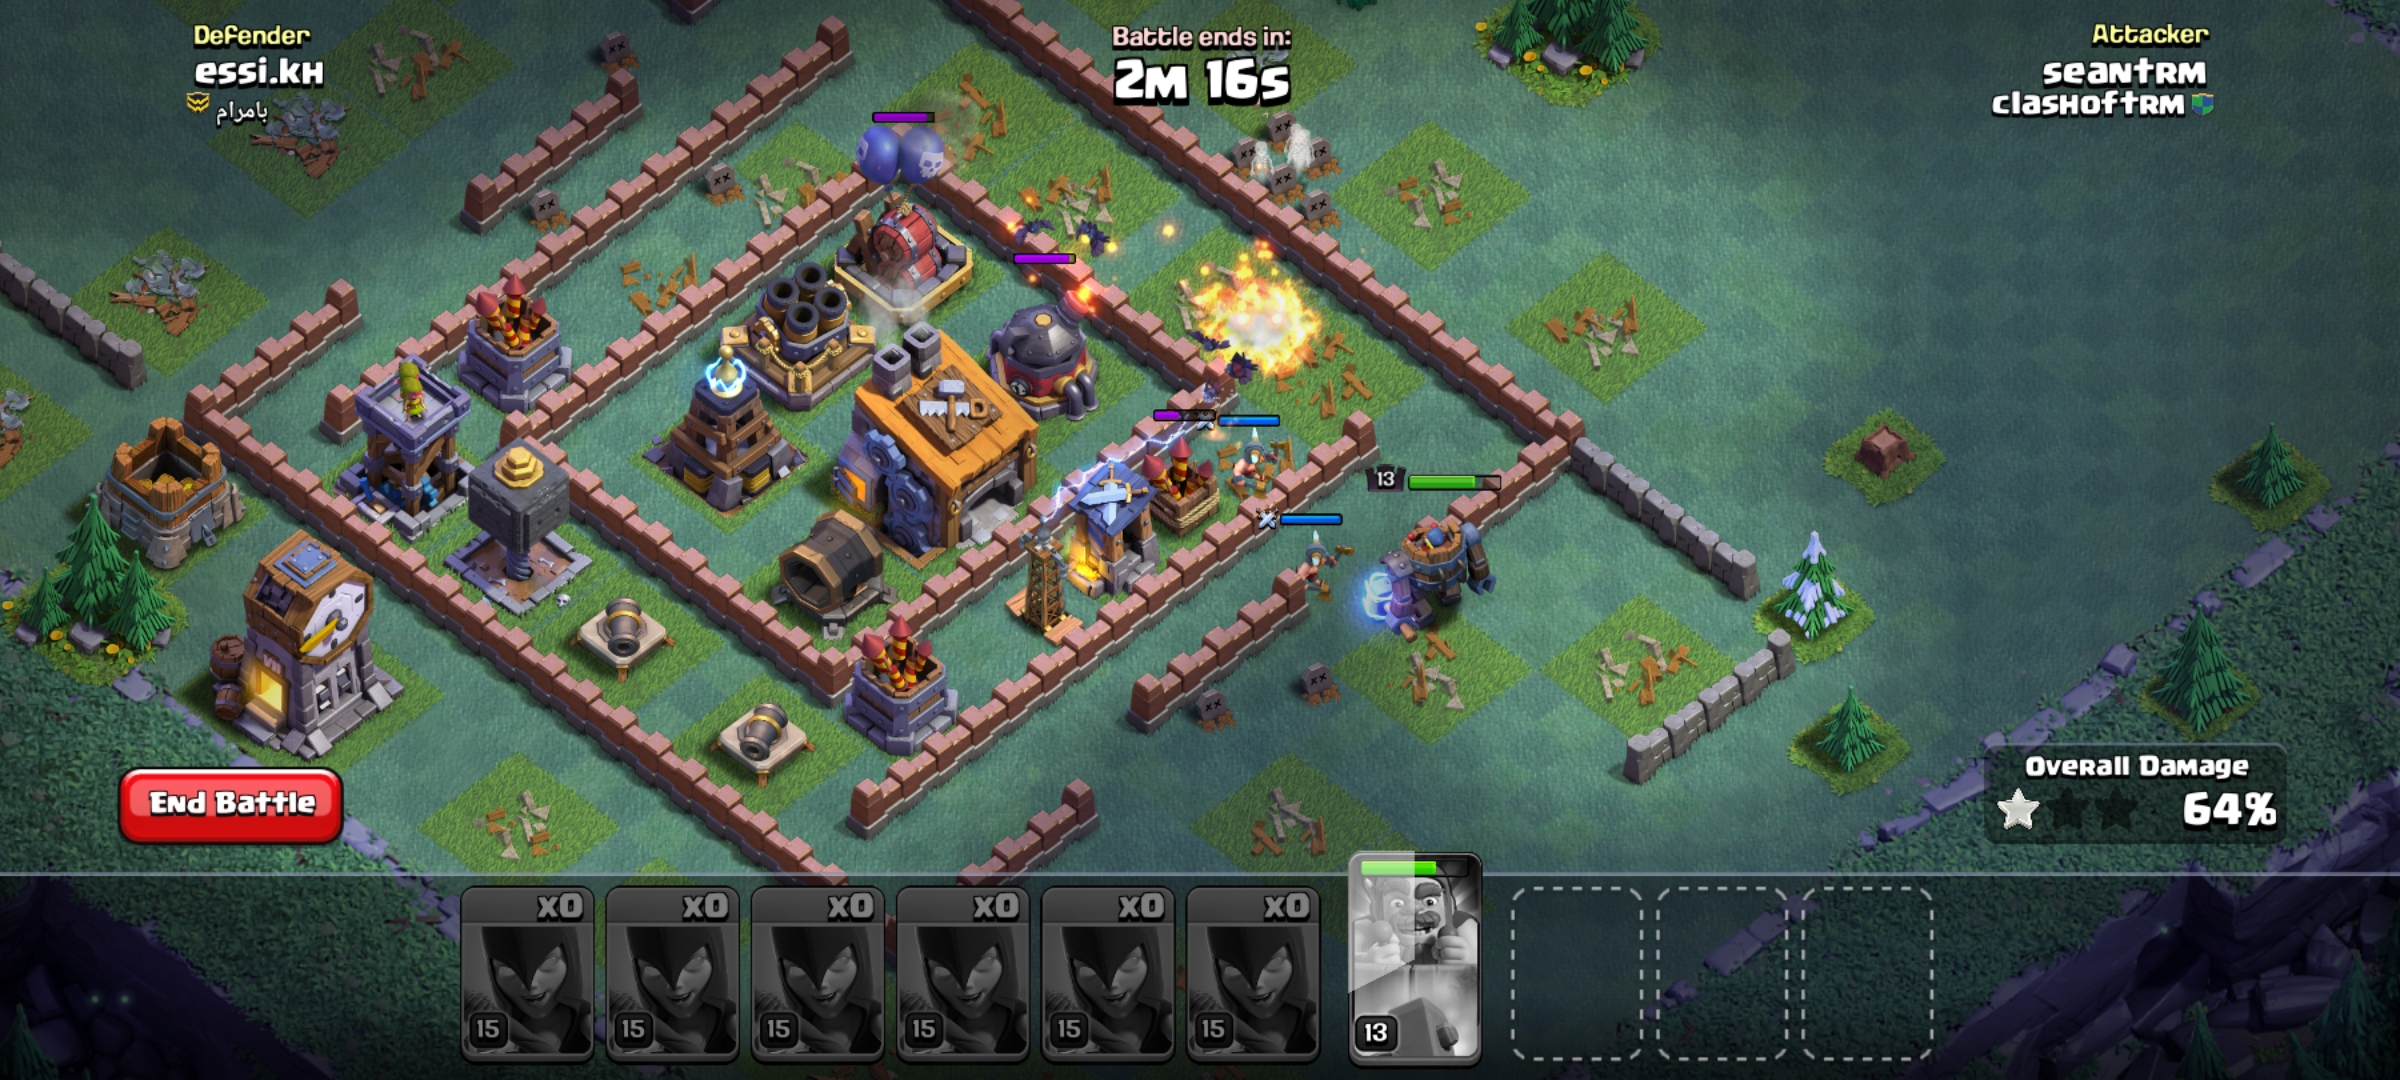 Defender
essi.kh
بامرام
Battle ends in:
2m 16s
Attacker
seantrm
clashoftrm
13
End Battle
Overall Damage
64%
x0
x0
x0
x0
x0
x0
15
15
15
15
15
15
13